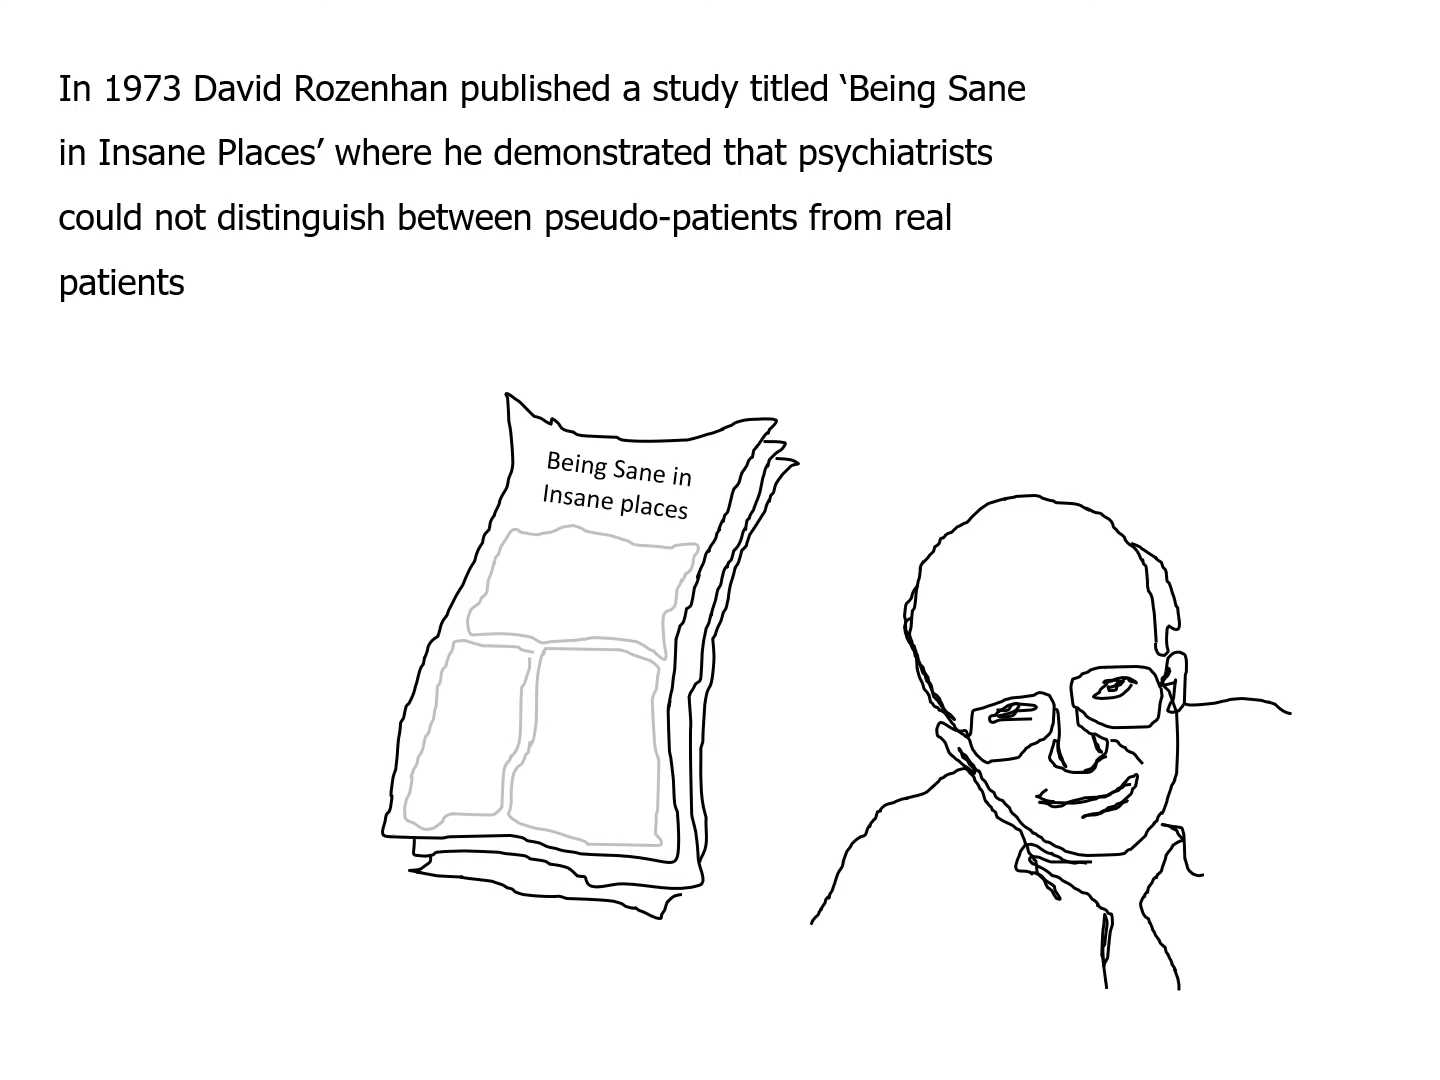 In 1973 David Rozenhan published a study titled ‘Being Sane
in Insane Places’ where he demonstrated that psychiatrists
could not distinguish between pseudo-patients from real
patients
Being Sane in
Insane places